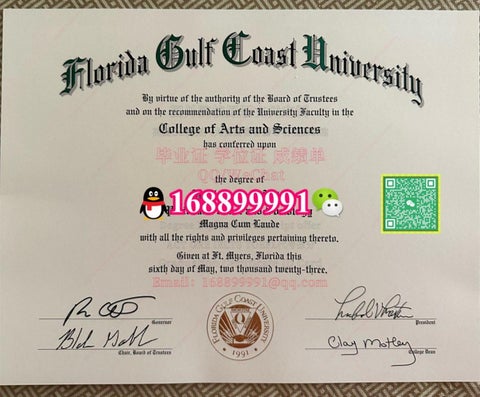 Florida Gulf Coast University
By virtue of the authority of the Board of Trustees
and on the recommendation of the University Faculty in the
College of Arts and Sciences
has conferred upon
毕业证 学位证 成绩单
QQ/WeChat
the degree of
168899991
Magna Cum Laude
with all the rights and privileges pertaining thereto.
Given at Ft. Myers, Florida this
sixth day of May, two thousand twenty-three.
Email: 168899991@qq.com
Governor
President
Chair, Board of Trustees
Clay Motley
College Dean
FLORIDA GULF COAST UNIVERSITY
1991